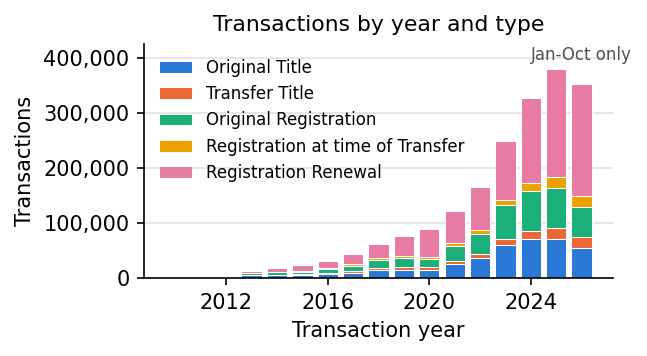 Transactions by year and type
Jan-Oct only
400,000
300,000
200,000
100,000
0
Transactions
Original Title
Transfer Title
Original Registration
Registration at time of Transfer
Registration Renewal
2012
2016
2020
2024
Transaction year